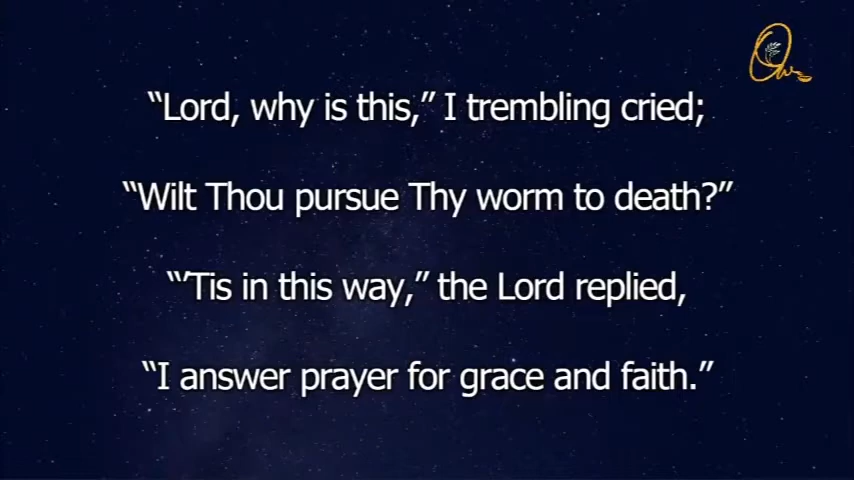 “Lord, why is this,” I trembling cried;
“Wilt Thou pursue Thy worm to death?”
“’Tis in this way,” the Lord replied,
“I answer prayer for grace and faith.”